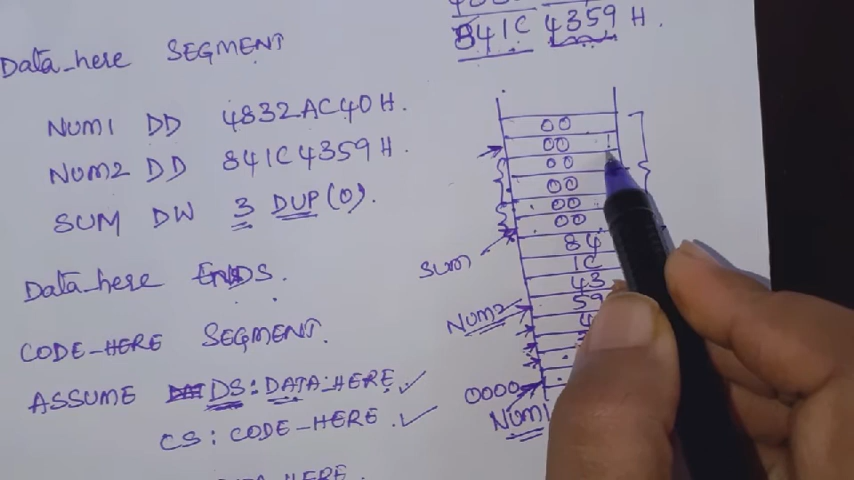 841C 4359 H.
Data_here SEGMENT
NUM1 DD 4832AC40H.
NUM2 DD 841C4359H.
SUM DW 3 DUP(0).
Data_here ENDS.
CODE-HERE SEGMENT.
ASSUME DS: DATA-HERE
CS: CODE-HERE.
00
00
00
00
00
00
SUM
84
1C
43
59
NUM2
0000
NUM1